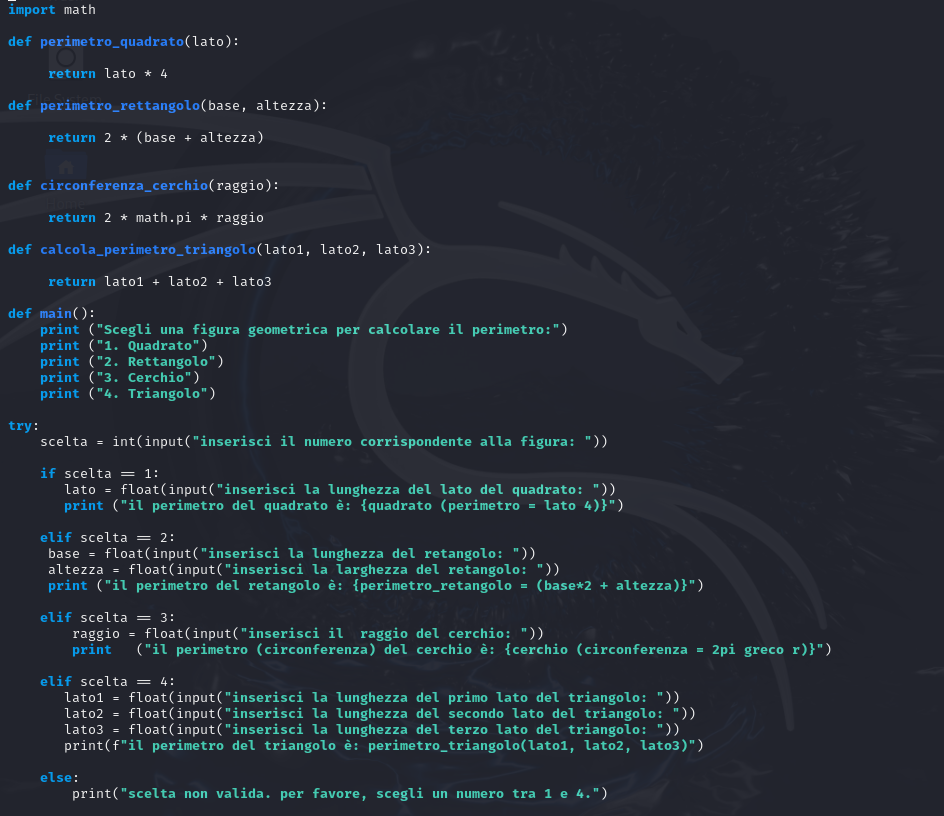 import math
def perimetro_quadrato(lato):
return lato * 4
def perimetro_rettangolo(base, altezza):
return 2 * (base + altezza)
def circonferenza_cerchio(raggio):
return 2 * math.pi * raggio
def calcola_perimetro_triangolo(lato1, lato2, lato3):
return lato1 + lato2 + lato3
def main():
print ("Scegli una figura geometrica per calcolare il perimetro:")
print ("1. Quadrato")
print ("2. Rettangolo")
print ("3. Cerchio")
print ("4. Triangolo")
try:
scelta = int(input("inserisci il numero corrispondente alla figura: "))
if scelta == 1:
lato = float(input("inserisci la lunghezza del lato del quadrato: "))
print ("il perimetro del quadrato è: {quadrato (perimetro = lato 4)}")
elif scelta == 2:
base = float(input("inserisci la lunghezza del retangolo: "))
altezza = float(input("inserisci la larghezza del retangolo: "))
print ("il perimetro del retangolo è: {perimetro_retangolo = (base*2 + altezza)}")
elif scelta == 3:
raggio = float(input("inserisci il  raggio del cerchio: "))
print   ("il perimetro (circonferenza) del cerchio è: {cerchio (circonferenza = 2pi greco r)}")
elif scelta == 4:
lato1 = float(input("inserisci la lunghezza del primo lato del triangolo: "))
lato2 = float(input("inserisci la lunghezza del secondo lato del triangolo: "))
lato3 = float(input("inserisci la lunghezza del terzo lato del triangolo: "))
print(f"il perimetro del triangolo è: perimetro_triangolo(lato1, lato2, lato3)")
else:
print("scelta non valida. per favore, scegli un numero tra 1 e 4.")